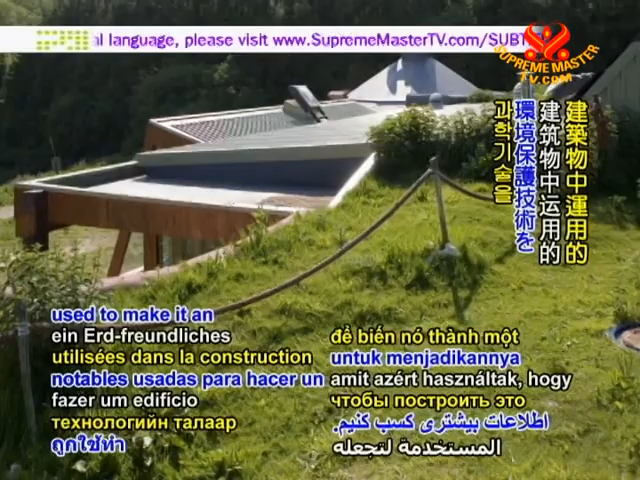 al language, please visit www.SupremeMasterTV.com/SUBT
SUPREME MASTER
TV.COM
建築物中運用的
建筑物中运用的
環境保護技術を
과학기술을
used to make it an
ein Erd-freundliches
utilisées dans la construction
notables usadas para hacer un
fazer um edifício
технологийн талаар
ถูกใช้ทำ
để biến nó thành một
untuk menjadikannya
amit azért használtak, hogy
чтобы построить это
اطلاعات بیشتری کسب کنیم.
المستخدمة لتجعله